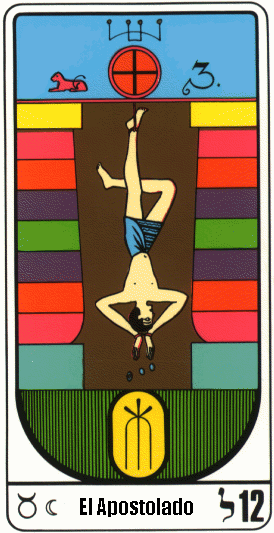 3.
♉ ☾ El Apostolado ל 12